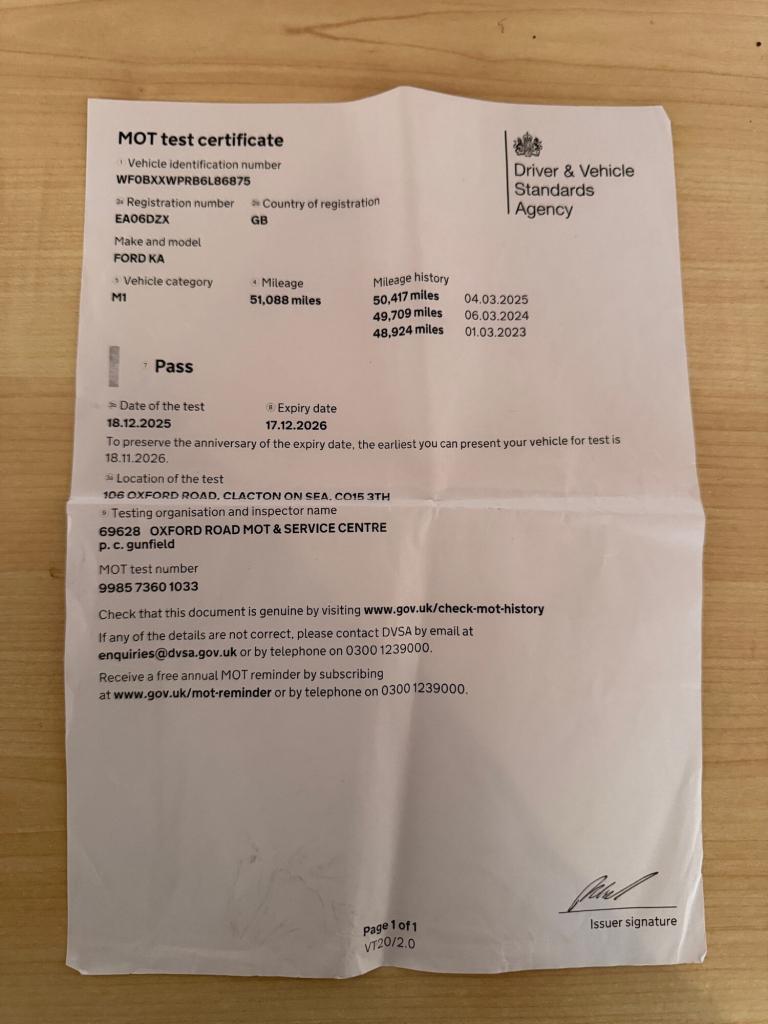 MOT test certificate
Driver & Vehicle
Standards
Agency
1 Vehicle identification number
WF0BXXWPRB6L86875
2a Registration number 2b Country of registration
EA06DZX GB
Make and model
FORD KA
5 Vehicle category 4 Mileage Mileage history
M1 51,088 miles 50,417 miles 04.03.2025
49,709 miles 06.03.2024
48,924 miles 01.03.2023
7 Pass
3b Date of the test 8 Expiry date
18.12.2025 17.12.2026
To preserve the anniversary of the expiry date, the earliest you can present your vehicle for test is
18.11.2026.
3a Location of the test
106 OXFORD ROAD, CLACTON ON SEA, CO15 3TH
9 Testing organisation and inspector name
69628 OXFORD ROAD MOT & SERVICE CENTRE
p. c. gunfield
MOT test number
9985 7360 1033
Check that this document is genuine by visiting www.gov.uk/check-mot-history
If any of the details are not correct, please contact DVSA by email at
enquiries@dvsa.gov.uk or by telephone on 0300 1239000.
Receive a free annual MOT reminder by subscribing
at www.gov.uk/mot-reminder or by telephone on 0300 1239000.
Issuer signature
Page 1 of 1
VT20/2.0